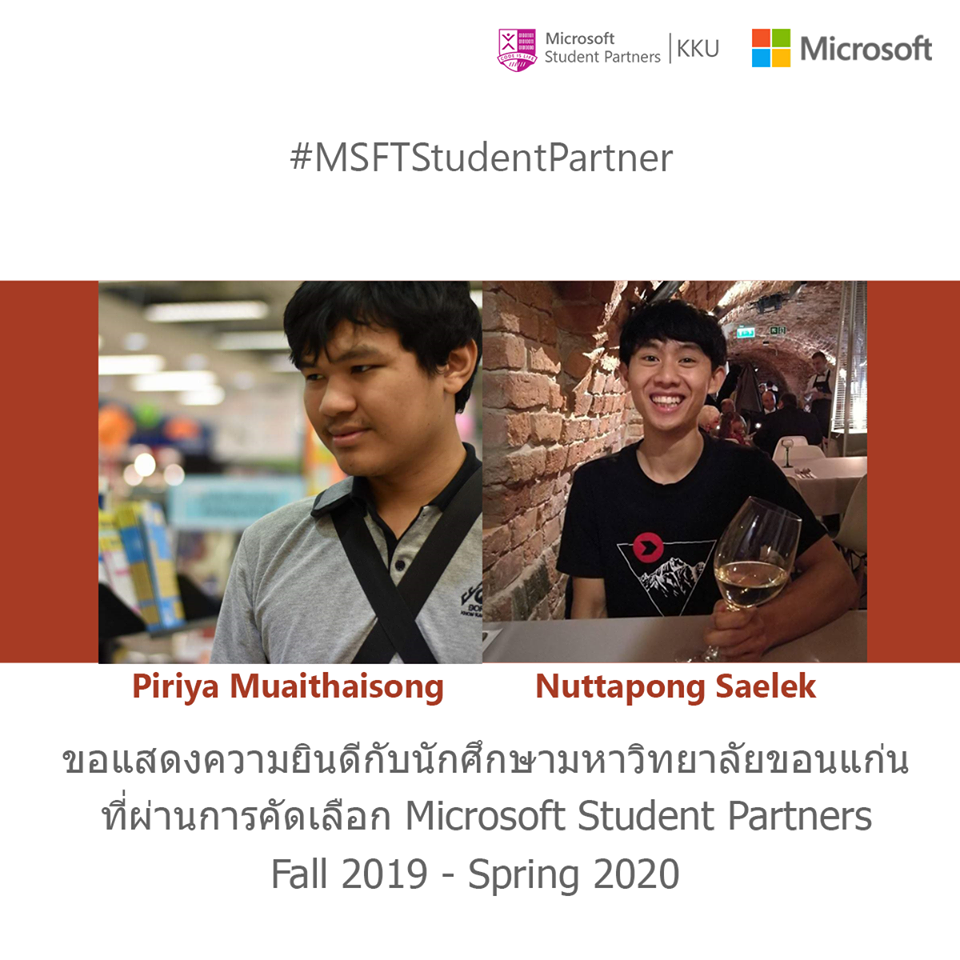 Microsoft
Student Partners
KKU
Microsoft
#MSFTStudentPartner
Piriya Muaithaisong
Nuttapong Saelek
ขอแสดงความยินดีกับนักศึกษามหาวิทยาลัยขอนแก่น
ที่ผ่านการคัดเลือก Microsoft Student Partners
Fall 2019 - Spring 2020